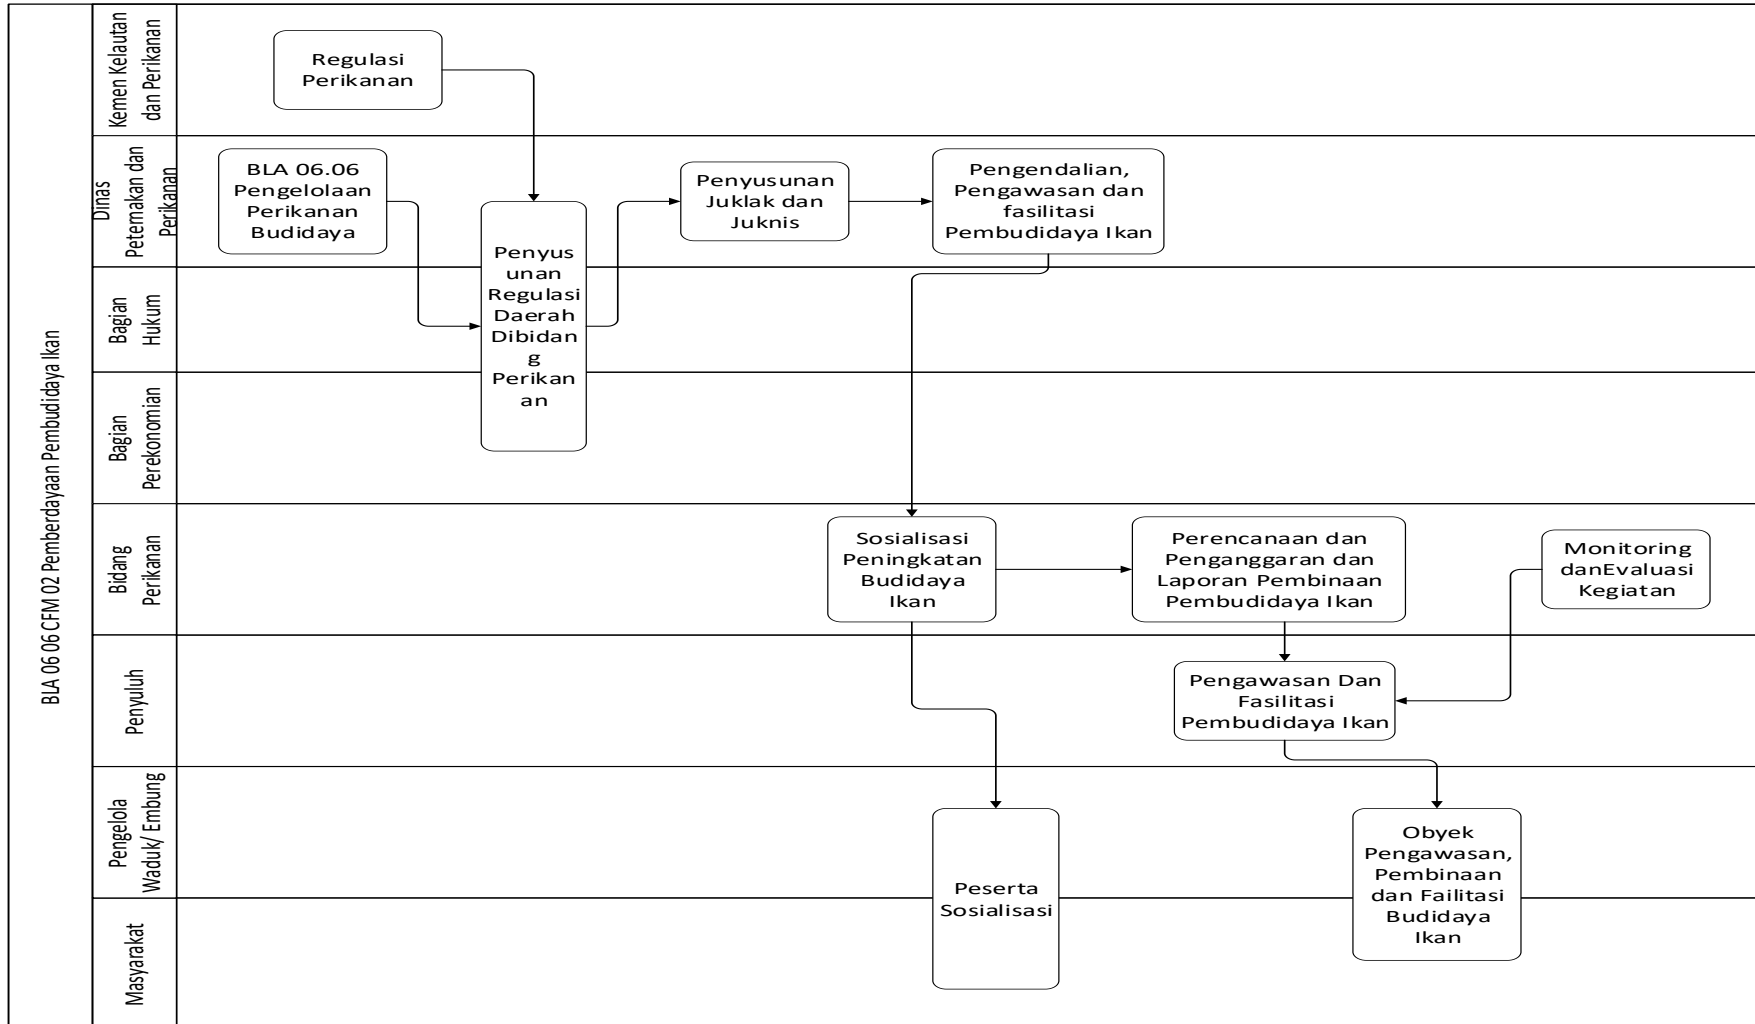 BLA 06 06 CFM 02 Pemberdayaan Pembudidaya Ikan
Kemen Kelautan
dan Perikanan
Regulasi
Perikanan
Dinas
Peternakan dan
Perikanan
BLA 06.06
Pengelolaan
Perikanan
Budidaya
Penyus
unan
Regulasi
Daerah
Dibidan
g
Perikan
an
Penyusunan
Juklak dan
Juknis
Pengendalian,
Pengawasan dan
fasilitasi
Pembudidaya Ikan
Bagian
Hukum
Bagian
Perekonomian
Bidang
Perikanan
Sosialisasi
Peningkatan
Budidaya
Ikan
Perencanaan dan
Penganggaran dan
Laporan Pembinaan
Pembudidaya Ikan
Monitoring
danEvaluasi
Kegiatan
Penyuluh
Pengawasan Dan
Fasilitasi
Pembudidaya Ikan
Pengelola
Waduk/ Embung
Peserta
Sosialisasi
Obyek
Pengawasan,
Pembinaan
dan Failitasi
Budidaya
Ikan
Masyarakat